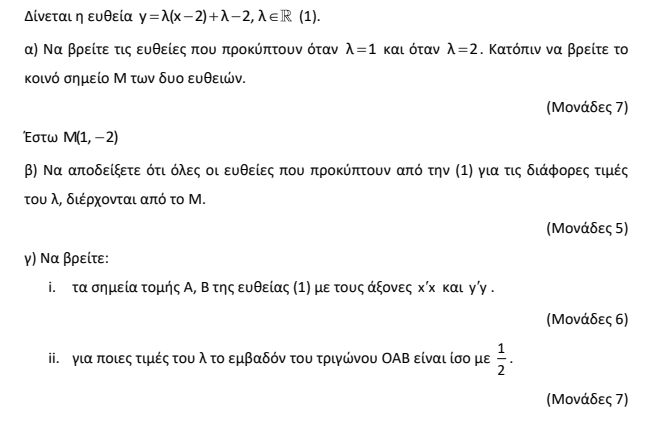 Δίνεται η ευθεία y=λ(x−2)+λ−2, λ∈ℝ (1).
α) Να βρείτε τις ευθείες που προκύπτουν όταν λ=1 και όταν λ=2. Κατόπιν να βρείτε το
κοινό σημείο Μ των δυο ευθειών.
(Μονάδες 7)
Έστω M(1,−2)
β) Να αποδείξετε ότι όλες οι ευθείες που προκύπτουν από την (1) για τις διάφορες τιμές
του λ, διέρχονται από το Μ.
(Μονάδες 5)
γ) Να βρείτε:
i. τα σημεία τομής Α, Β της ευθείας (1) με τους άξονες x΄x και y΄y .
(Μονάδες 6)
ii. για ποιες τιμές του λ το εμβαδόν του τριγώνου ΟΑΒ είναι ίσο με 1/2 .
(Μονάδες 7)